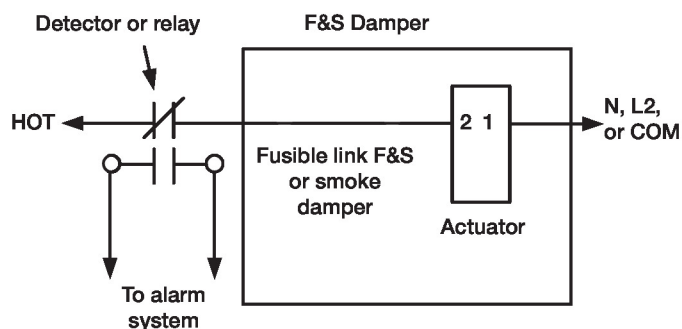 Detector or relay
F&S Damper
HOT
2 1
N, L2,
or COM
Fusible link F&S
or smoke
damper
Actuator
To alarm
system